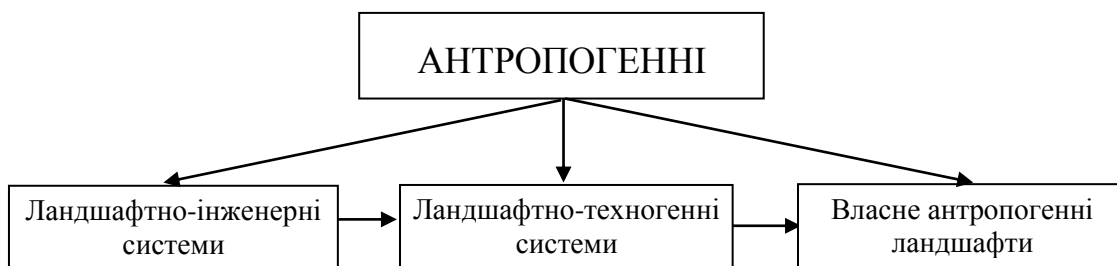 АНТРОПОГЕННІ
Ландшафтно-інженерні
системи
Ландшафтно-техногенні
системи
Власне антропогенні
ландшафти